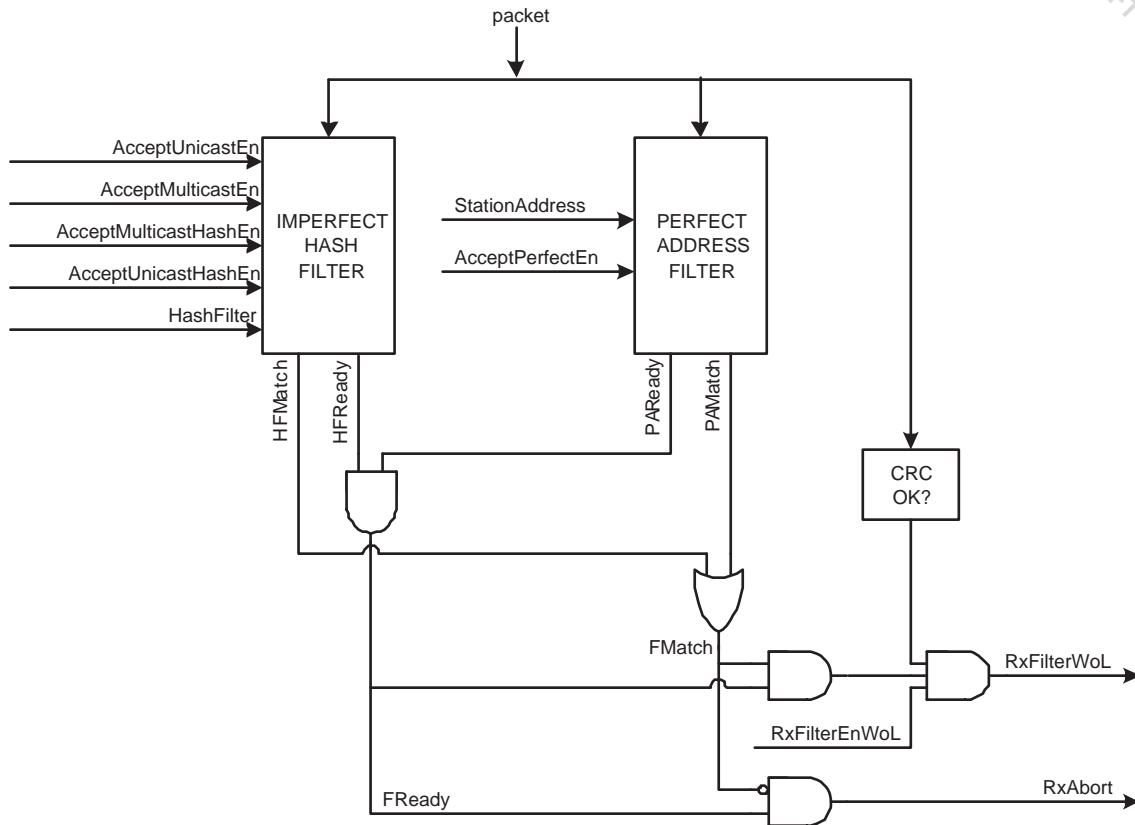 packet
AcceptUnicastEn
AcceptMulticastEn
AcceptMulticastHashEn
AcceptUnicastHashEn
HashFilter
IMPERFECT
HASH
FILTER
StationAddress
AcceptPerfectEn
PERFECT
ADDRESS
FILTER
HFMatch
HFReady
PAReady
PAMatch
CRC
OK?
FMatch
RxFilterWoL
RxFilterEnWoL
FReady
RxAbort